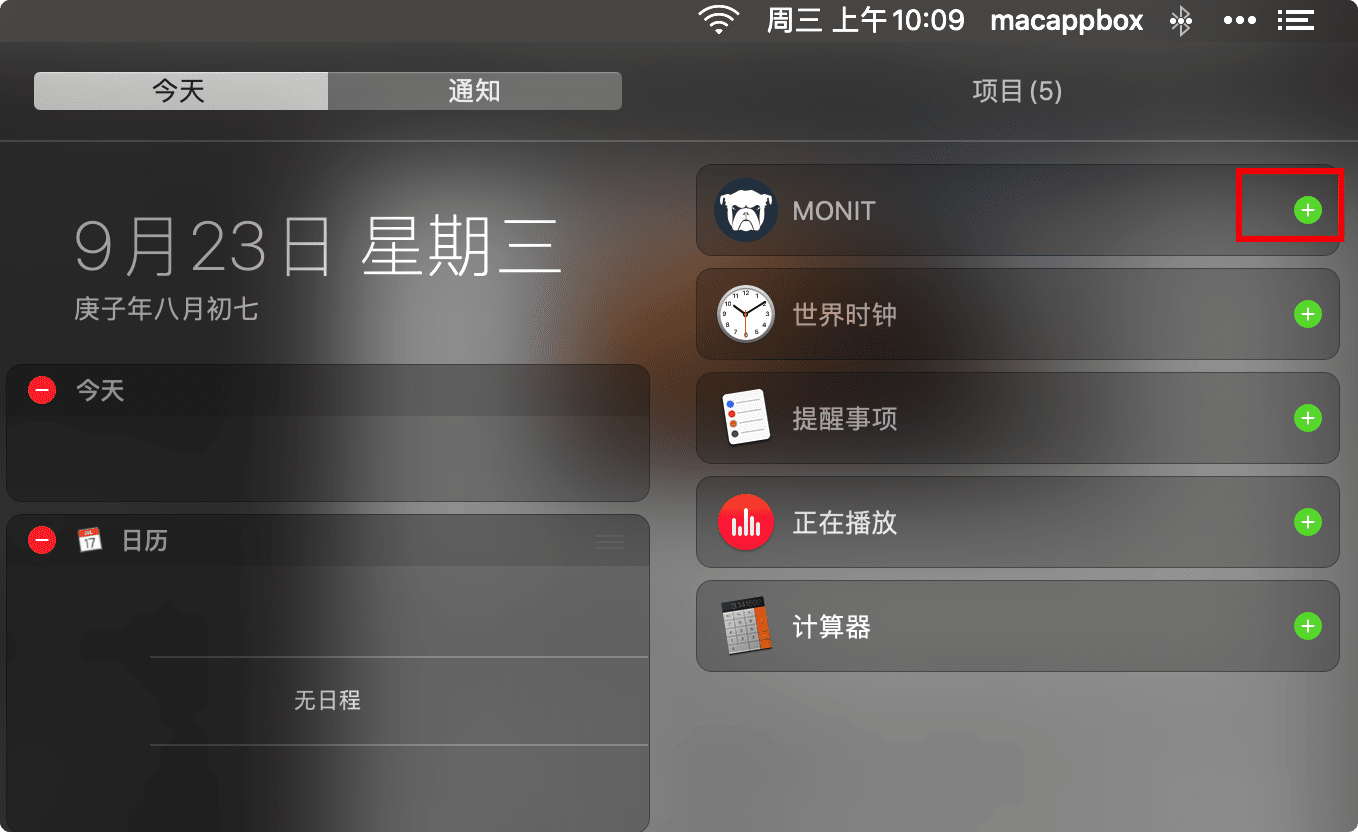 周三 上午10:09 macappbox
今天 通知
项目 (5)
9月23日 星期三
庚子年八月初七
今天
17 日历
无日程
MONIT
世界时钟
提醒事项
正在播放
计算器